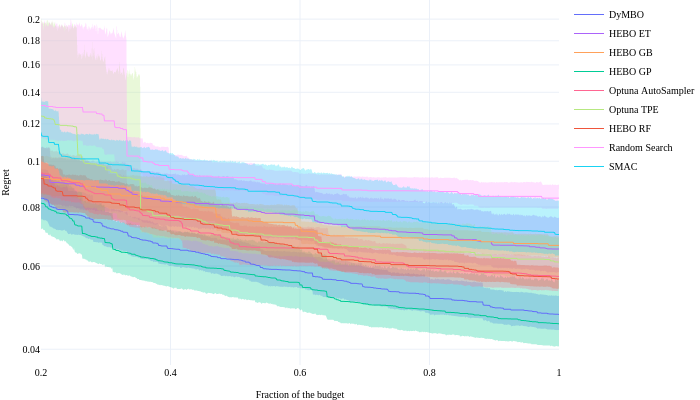 0.2
0.18
0.16
0.14
0.12
0.1
0.08
0.06
0.04
Regret
0.2
0.4
0.6
0.8
1
Fraction of the budget
DyMBO
HEBO ET
HEBO GB
HEBO GP
Optuna AutoSampler
Optuna TPE
HEBO RF
Random Search
SMAC